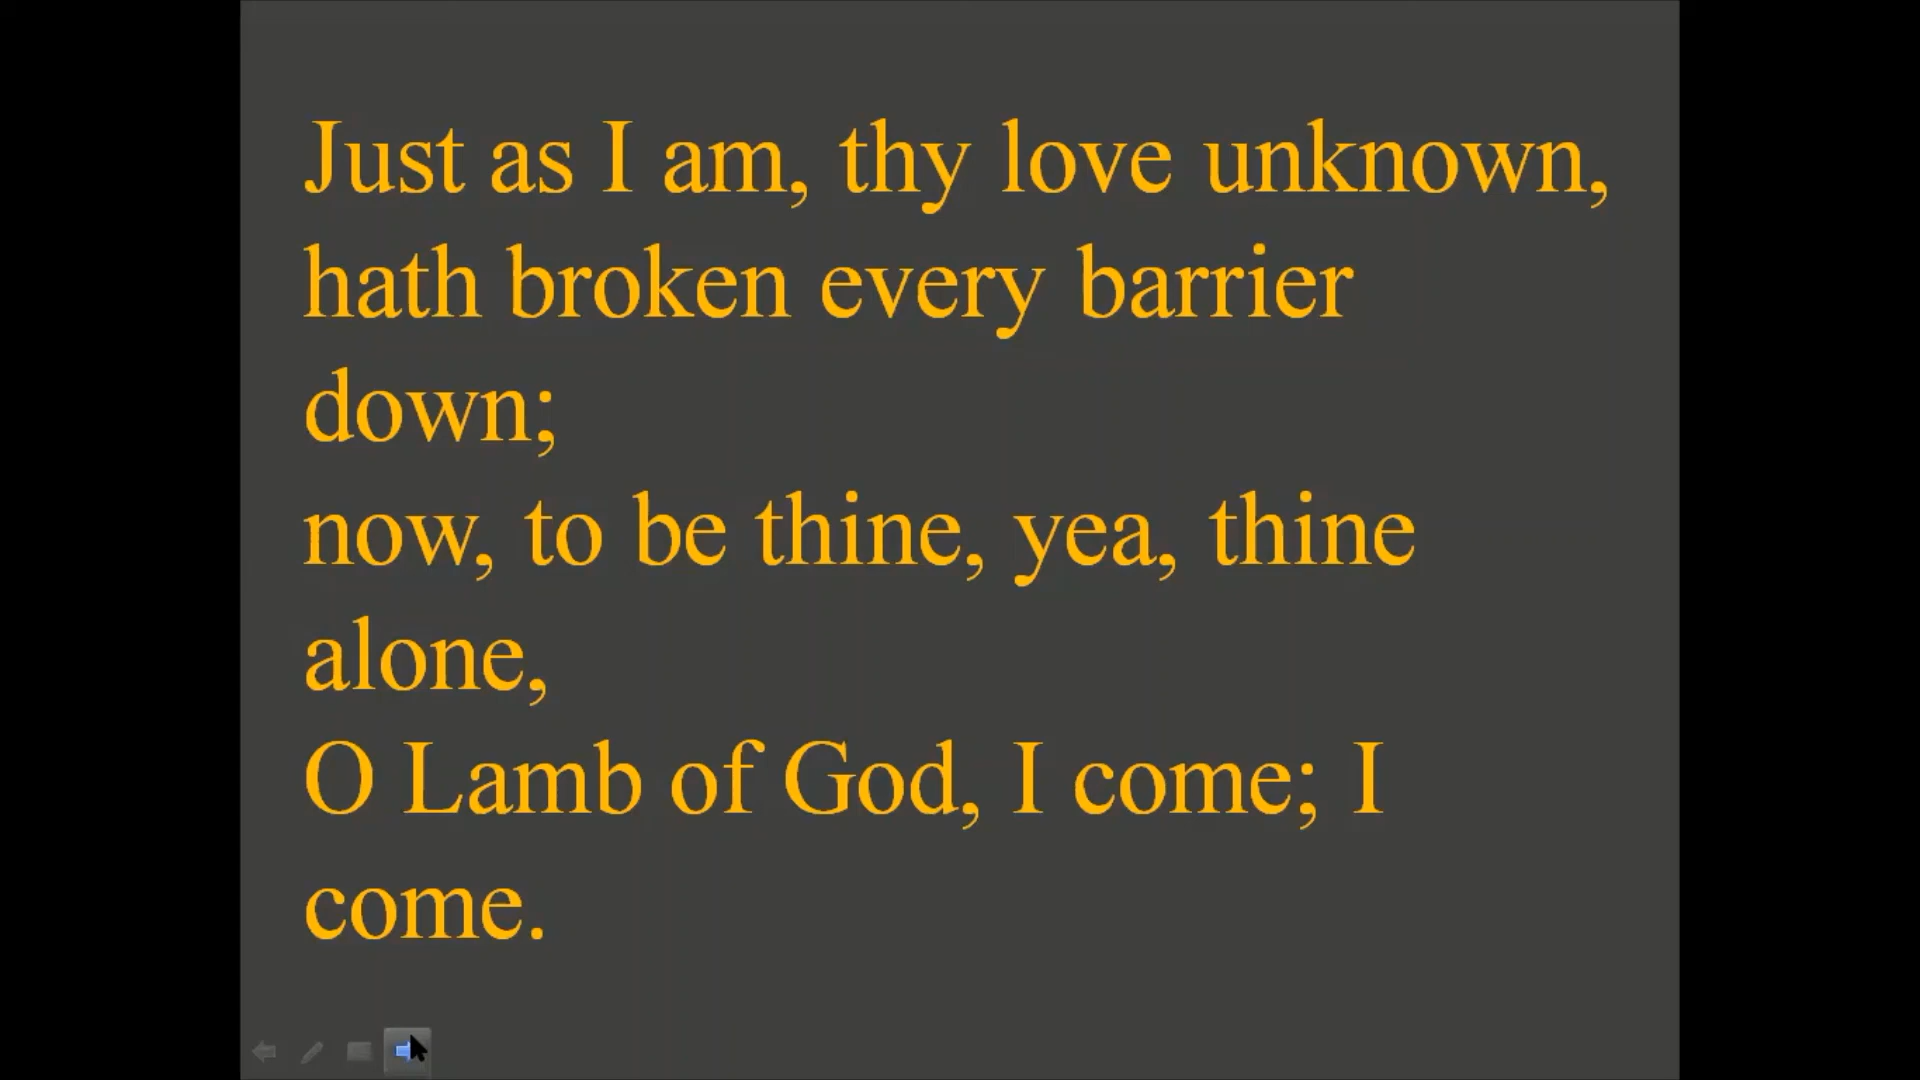 Just as I am, thy love unknown,
hath broken every barrier
down;
now, to be thine, yea, thine
alone,
O Lamb of God, I come; I
come.